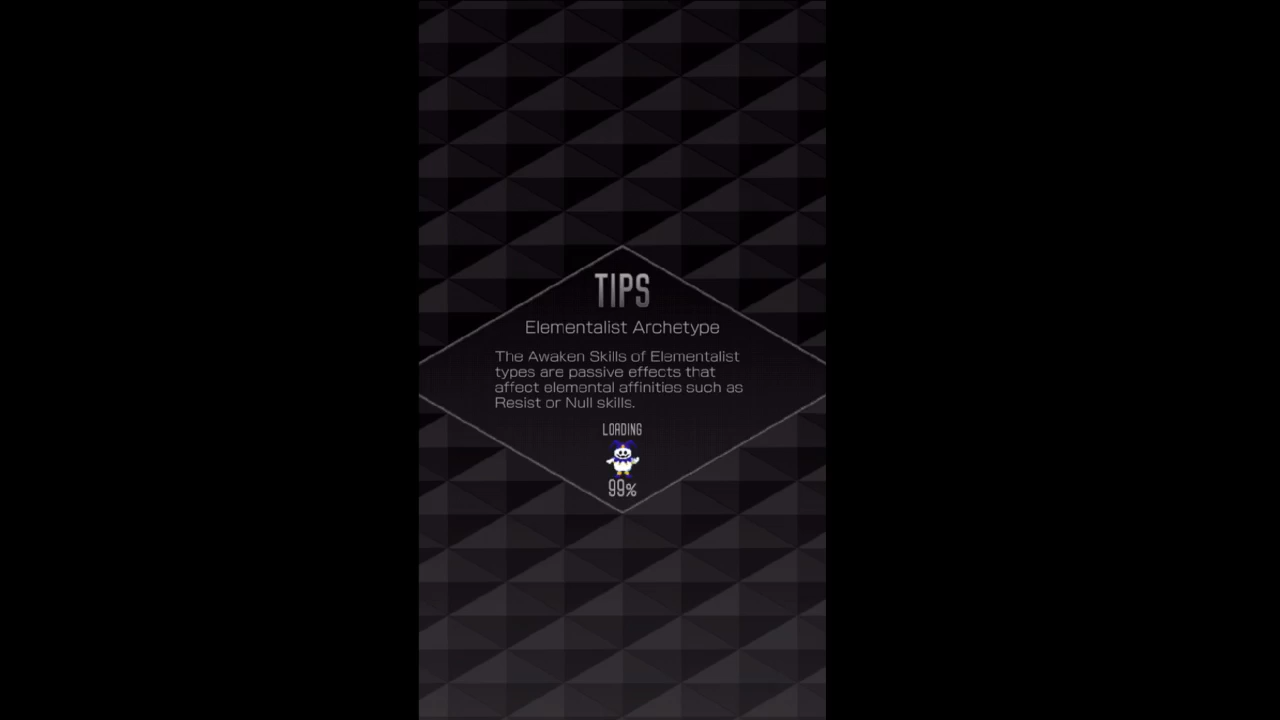 TIPS
Elementalist Archetype
The Awaken Skills of Elementalist
types are passive effects that
affect elemental affinities such as
Resist or Null skills.
LOADING
99%